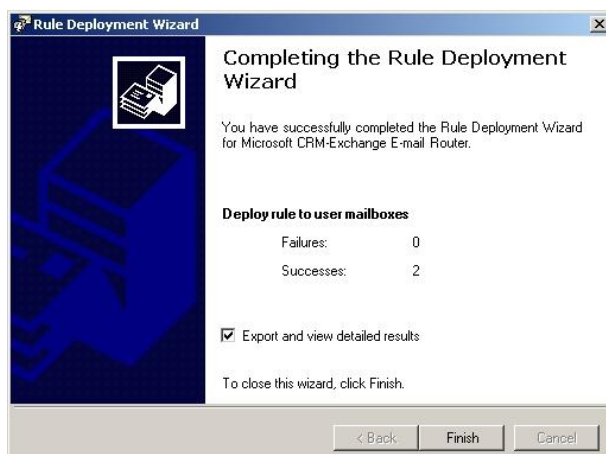 Rule Deployment Wizard
Completing the Rule Deployment
Wizard
You have successfully completed the Rule Deployment Wizard
for Microsoft CRM-Exchange E-mail Router.
Deploy rule to user mailboxes
Failures: 0
Successes: 2
Export and view detailed results
To close this wizard, click Finish.
< Back Finish Cancel